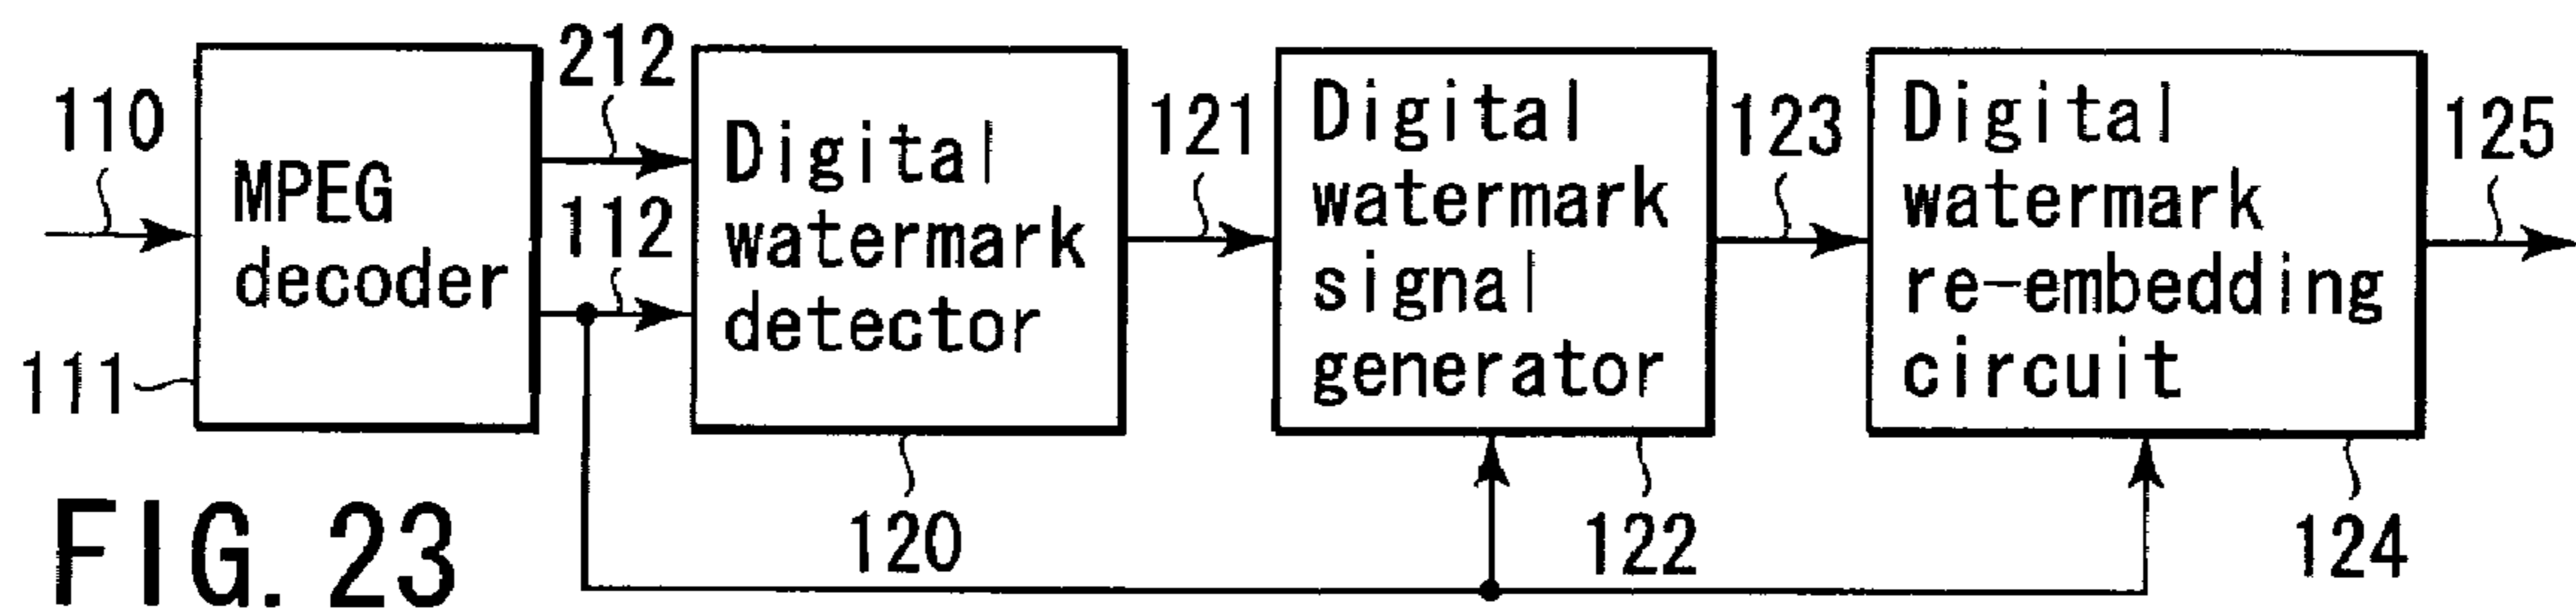 110
MPEG
decoder
111
212
112
Digital
watermark
detector
120
121
Digital
watermark
signal
generator
122
123
Digital
watermark
re-embedding
circuit
124
125
FIG. 23